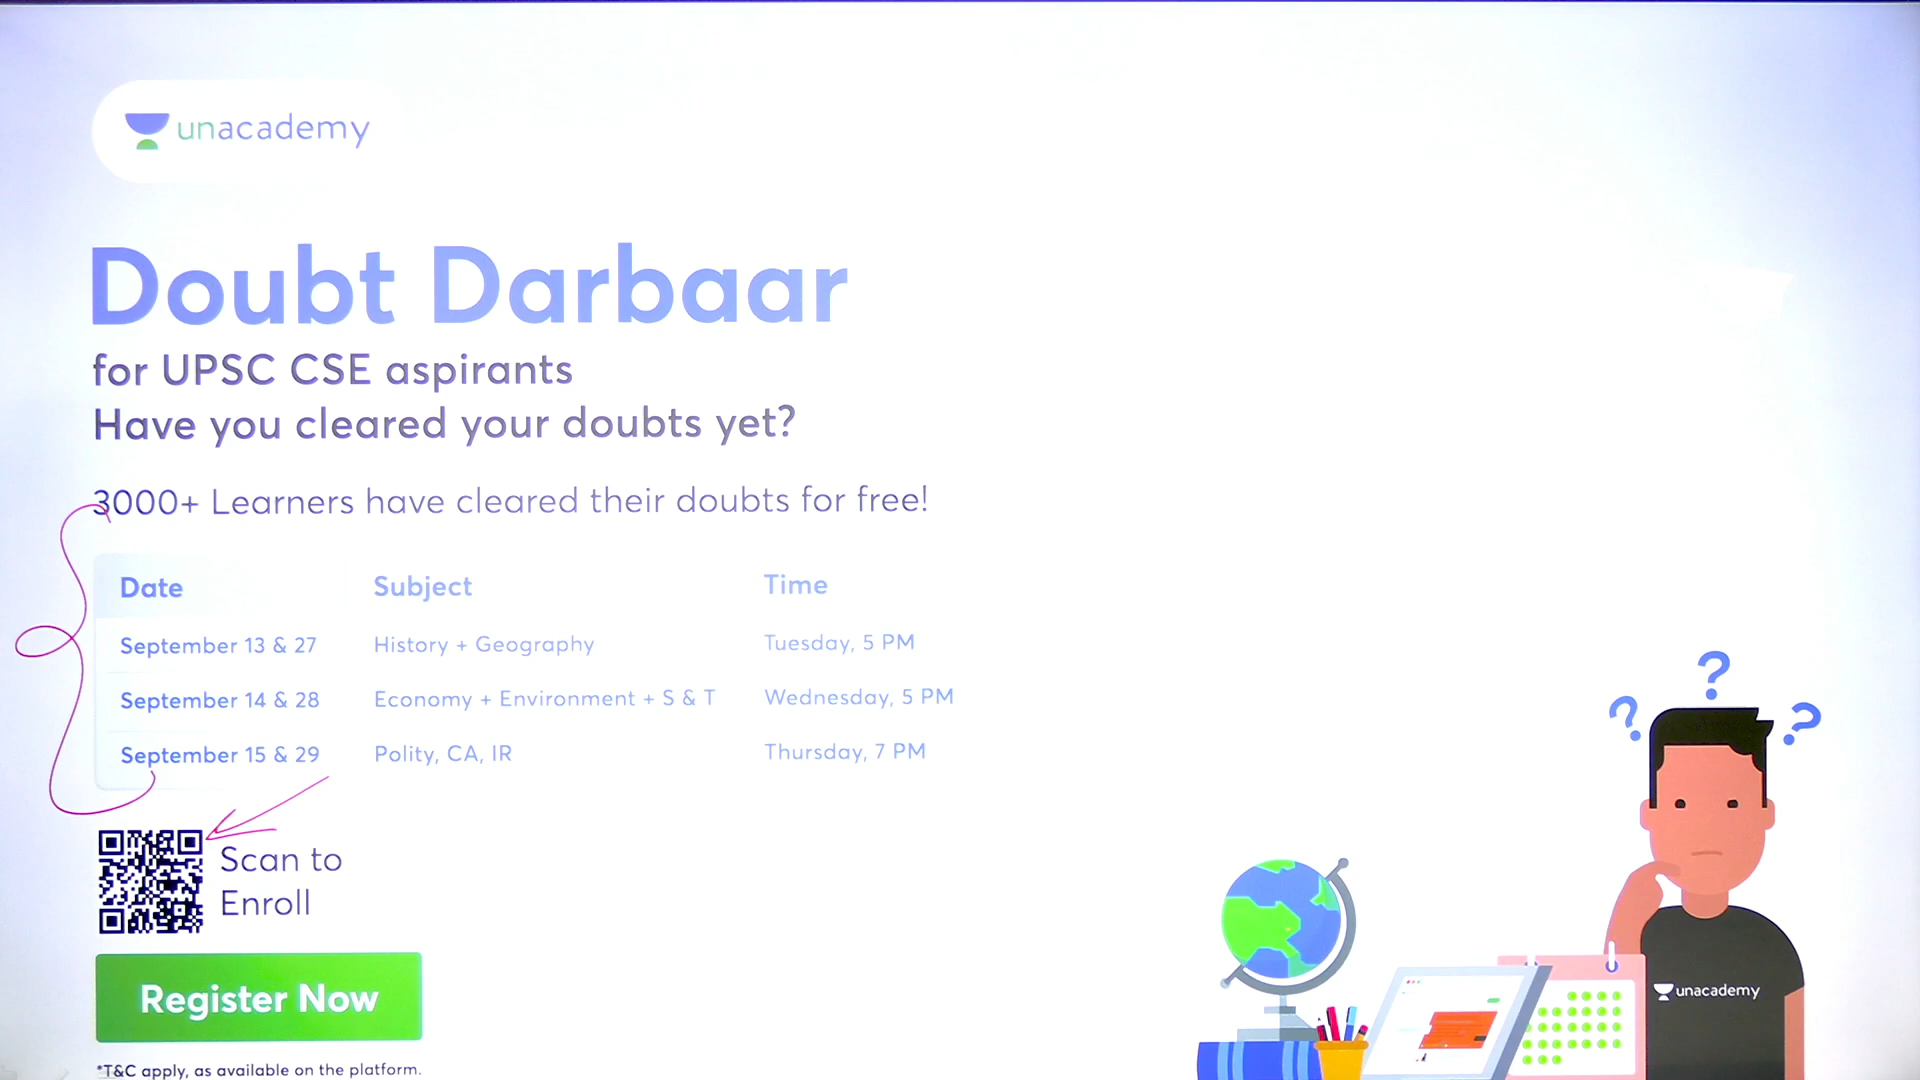 unacademy
Doubt Darbaar
for UPSC CSE aspirants
Have you cleared your doubts yet?
3000+ Learners have cleared their doubts for free!
Date Subject Time
September 13 & 27 History + Geography Tuesday, 5 PM
September 14 & 28 Economy + Environment + S & T Wednesday, 5 PM
September 15 & 29 Polity, CA, IR Thursday, 7 PM
Scan to
Enroll
Register Now
*T&C apply, as available on the platform.
? ? ?
unacademy